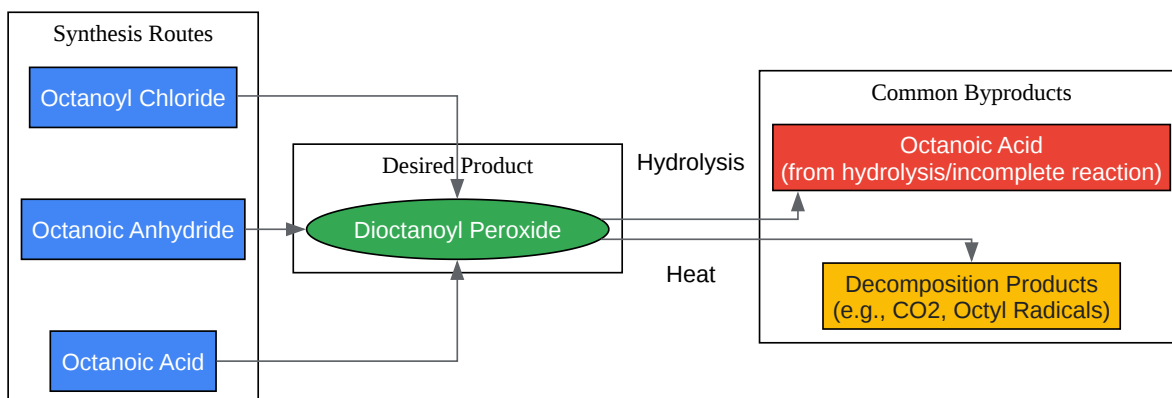 Synthesis Routes
Octanoyl Chloride
Octanoic Anhydride
Octanoic Acid
Desired Product
Dioctanoyl Peroxide
Hydrolysis
Heat
Common Byproducts
Octanoic Acid
(from hydrolysis/incomplete reaction)
Decomposition Products
(e.g., CO2, Octyl Radicals)